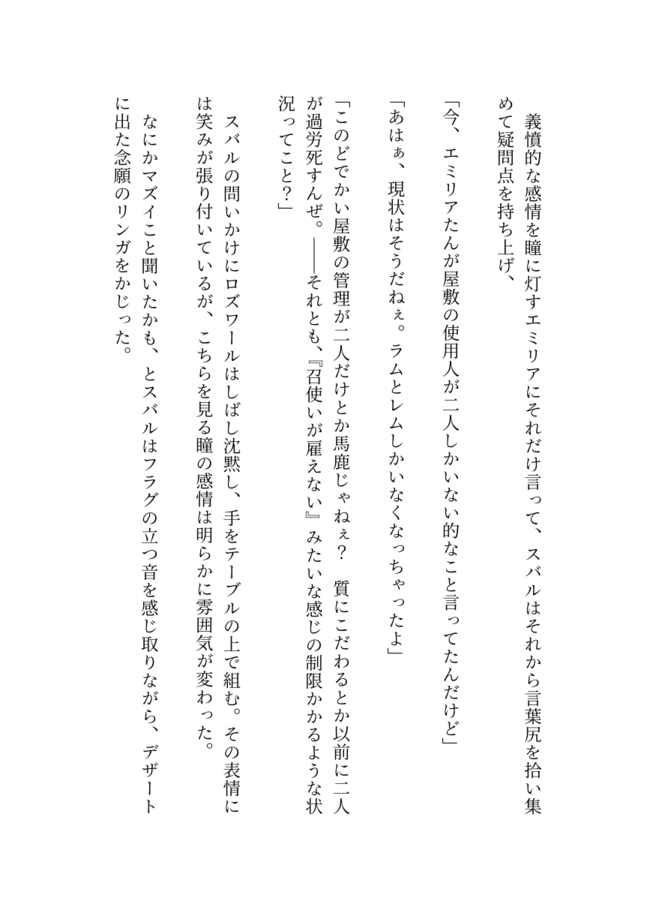 義憤的な感情を瞳に灯すエミリアにそれだけ言って、スバルはそれから言葉尻を拾い集
めて疑問点を持ち上げ、
「今、エミリアたんが屋敷の使用人が二人しかいない的なこと言ってたんだけど」
「あはぁ、現状はそうだねぇ。ラムとレムしかいなくなっちゃったよ」
「このどでかい屋敷の管理が二人だけとか馬鹿じゃねぇ？　質にこだわるとか以前に二人
が過労死すんぜ。――それとも、『召使いが雇えない』みたいな感じの制限かかるような状
況ってこと？」
　スバルの問いかけにロズワールはしばし沈黙し、手をテーブルの上で組む。その表情に
は笑みが張り付いているが、こちらを見る瞳の感情は明らかに雰囲気が変わった。
　なにかマズイこと聞いたかも、とスバルはフラグの立つ音を感じ取りながら、デザート
に出た念願のリンガをかじった。